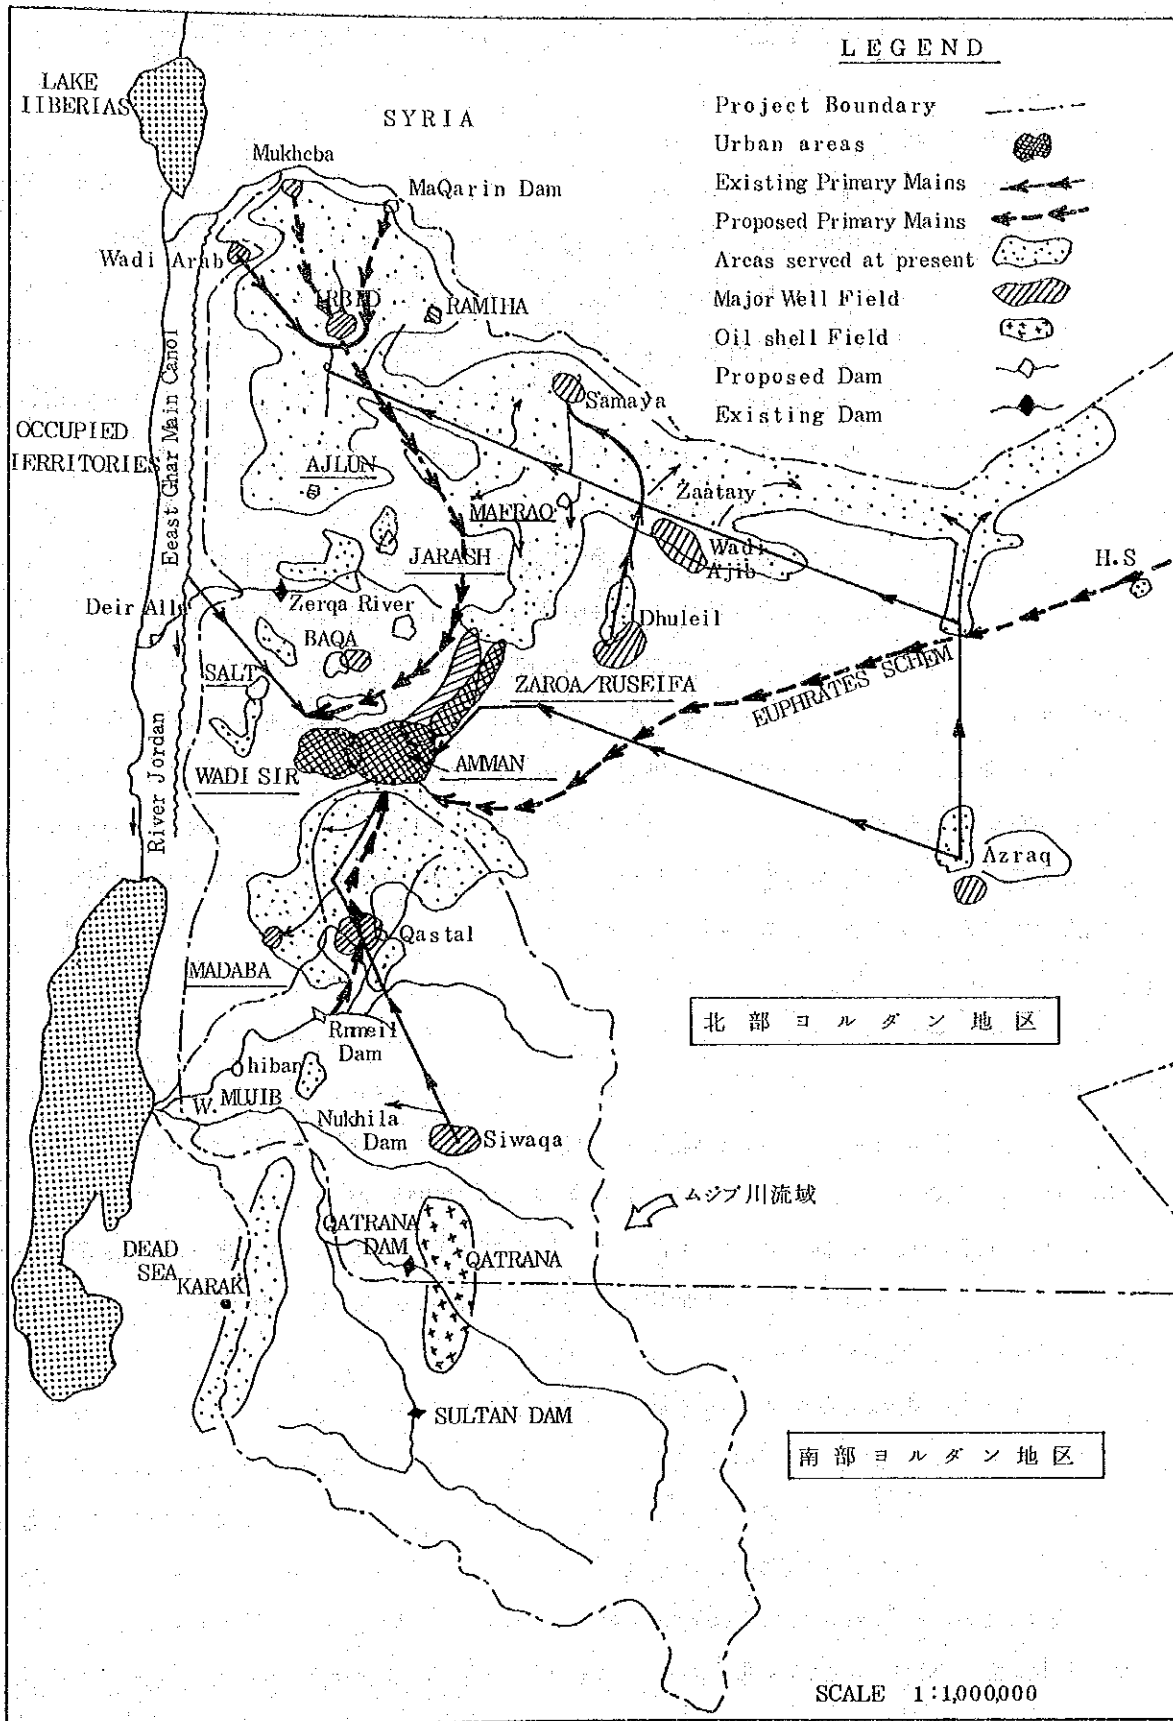 LEGEND
Project Boundary
Urban areas
Existing Primary Mains
Proposed Primary Mains
Areas served at present
Major Well Field
Oil shell Field
Proposed Dam
Existing Dam
LAKE
IIBERIAS
SYRIA
Mukheba
MaQarin Dam
Wadi Arab
IRBID
RAMIHA
Samaya
OCCUPIED
IERRITORIES
Eeast Ghar Main Canol
AJLUN
MAFRAQ
Zaatary
Wadi
Ajib
JARASH
H.S
Deir Alla
Zerqa River
BAQA
Dhuleil
SALT
ZAROA/RUSEIFA
EUPHRATES SCHEM
WADI SIR
AMMAN
River Jordan
Azraq
Qastal
MADABA
北部ヨルダン地区
Rumeil
Dam
Jhiban
W. MUJIB
Nukhila
Dam
Siwaqa
ムジブ川流域
QATRANA
DAM
QATRANA
DEAD
SEA
KARAK
SULTAN DAM
南部ヨルダン地区
SCALE 1:1,000,000